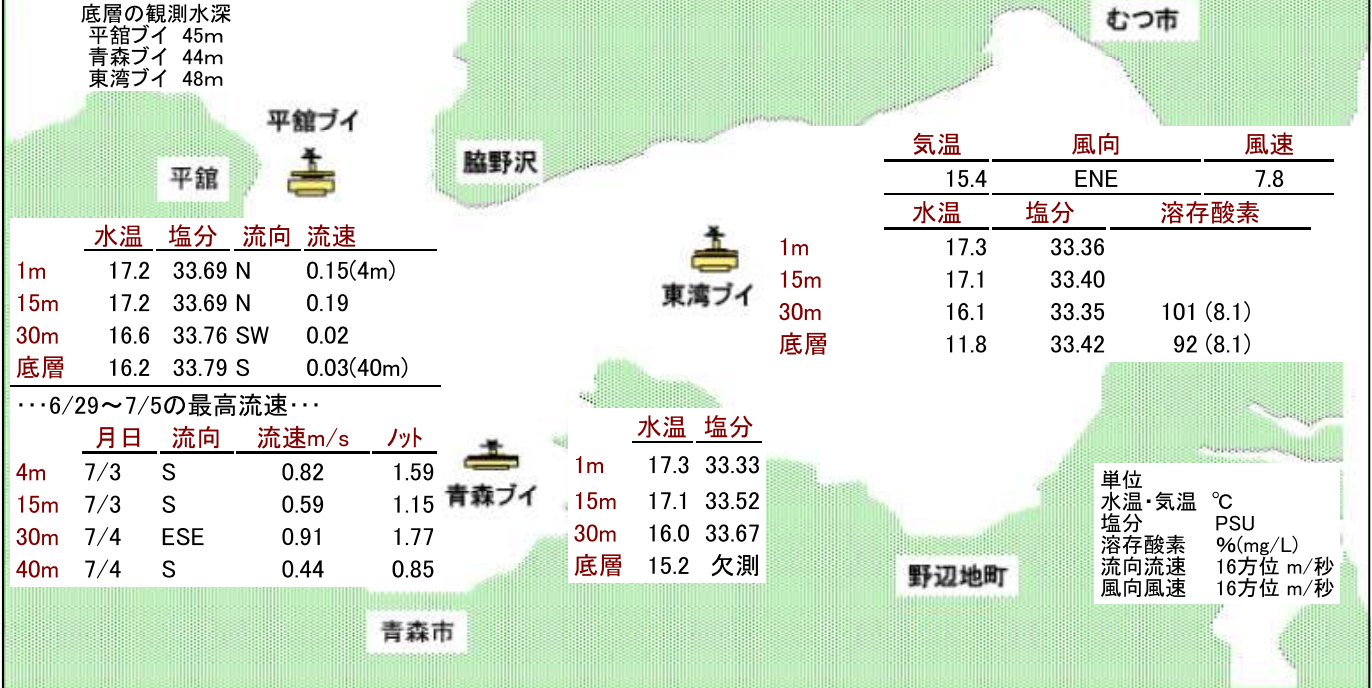 底層の観測水深
平舘ブイ 45m
青森ブイ 44m
東湾ブイ 48m
むつ市
平舘ブイ
平舘
脇野沢
気温 風向 風速
15.4 ENE 7.8
水温 塩分 溶存酸素
1m 17.3 33.36
15m 17.1 33.40
30m 16.1 33.35 101 (8.1)
底層 11.8 33.42 92 (8.1)
東湾ブイ
水温 塩分 流向 流速
1m 17.2 33.69 N 0.15(4m)
15m 17.2 33.69 N 0.19
30m 16.6 33.76 SW 0.02
底層 16.2 33.79 S 0.03(40m)
･･･6/29～7/5の最高流速･･･
月日 流向 流速m/s ﾉｯﾄ
4m 7/3 S 0.82 1.59
15m 7/3 S 0.59 1.15
30m 7/4 ESE 0.91 1.77
40m 7/4 S 0.44 0.85
青森ブイ
水温 塩分
1m 17.3 33.33
15m 17.1 33.52
30m 16.0 33.67
底層 15.2 欠測
単位
水温・気温 ℃
塩分 PSU
溶存酸素 %(mg/L)
流向流速 16方位 m/秒
風向風速 16方位 m/秒
野辺地町
青森市